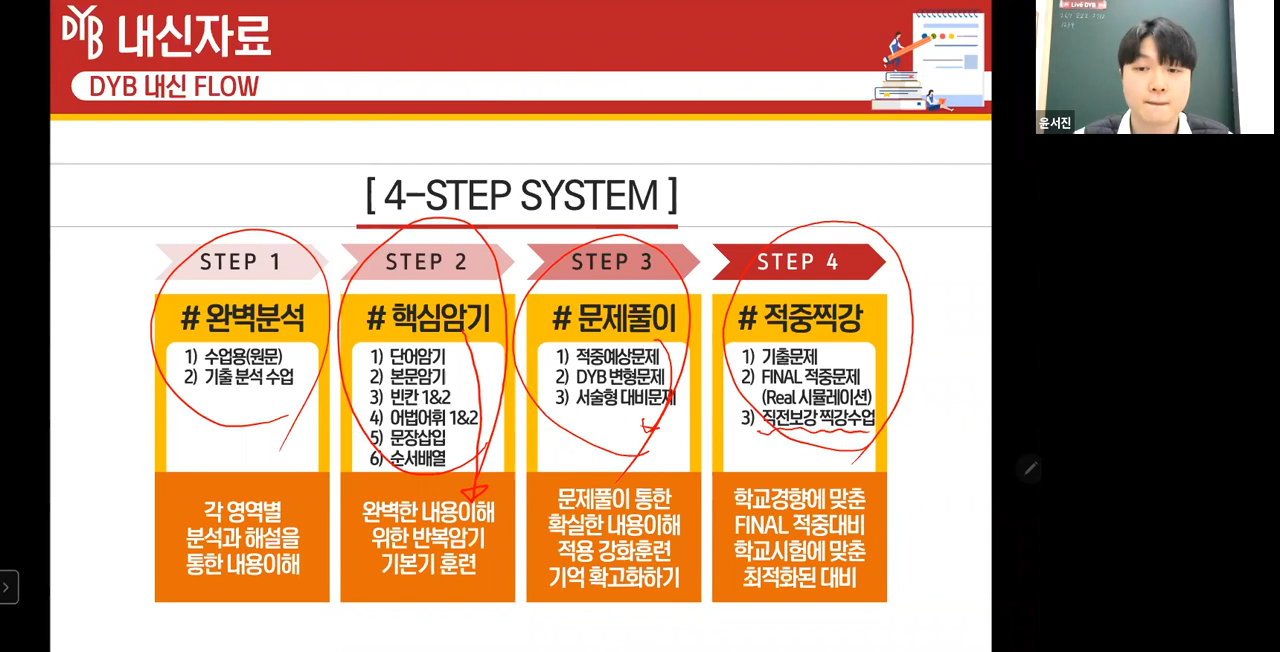 DYB 내신자료
DYB 내신 FLOW
Live DYB
윤서진
[ 4-STEP SYSTEM ]
STEP 1
# 완벽분석
1) 수업용(원문)
2) 기출 분석 수업
각 영역별
분석과 해설을
통한 내용이해
STEP 2
# 핵심암기
1) 단어암기
2) 본문암기
3) 빈칸 1&2
4) 어법어휘 1&2
5) 문장삽입
6) 순서배열
완벽한 내용이해
위한 반복암기
기본기 훈련
STEP 3
# 문제풀이
1) 적중예상문제
2) DYB 변형문제
3) 서술형 대비문제
문제풀이 통한
확실한 내용이해
적용 강화훈련
기억 확고화하기
STEP 4
# 적중찍강
1) 기출문제
2) FINAL 적중문제
(Real 시뮬레이션)
3) 직전보강 찍강수업
학교경향에 맞춘
FINAL 적중대비
학교시험에 맞춘
최적화된 대비